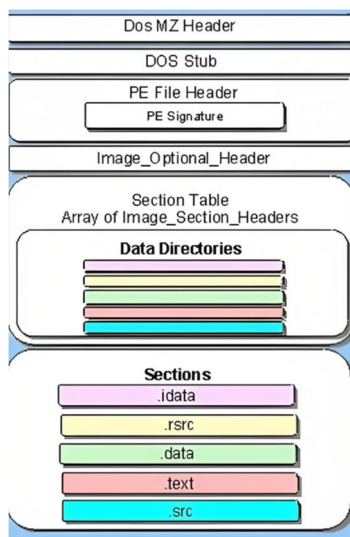 Dos MZ Header
DOS Stub
PE File Header
PE Signature
Image_Optional_Header
Section Table
Array of Image_Section_Headers
Data Directories
Sections
.idata
.rsrc
.data
.text
.src